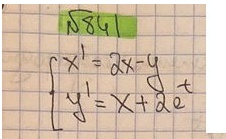 №841
{ x' = 2x - y
y' = x + 2e^t